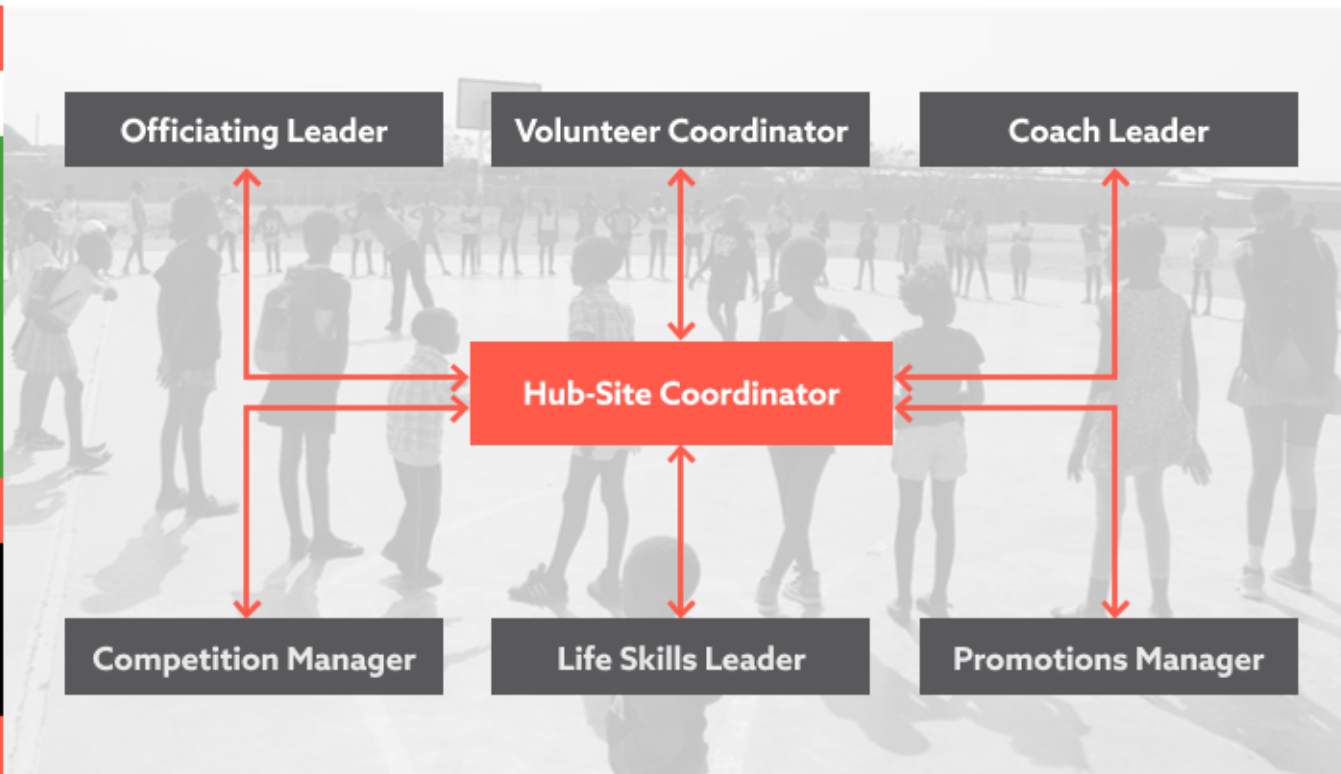 Officiating Leader
Volunteer Coordinator
Coach Leader
Hub-Site Coordinator
Competition Manager
Life Skills Leader
Promotions Manager